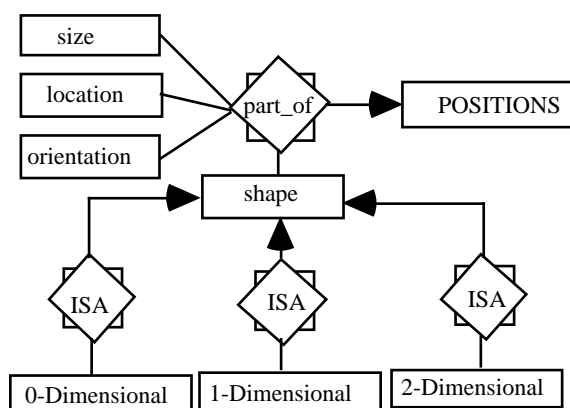 size
location
part_of
POSITIONS
orientation
shape
ISA
ISA
ISA
0-Dimensional
1-Dimensional
2-Dimensional